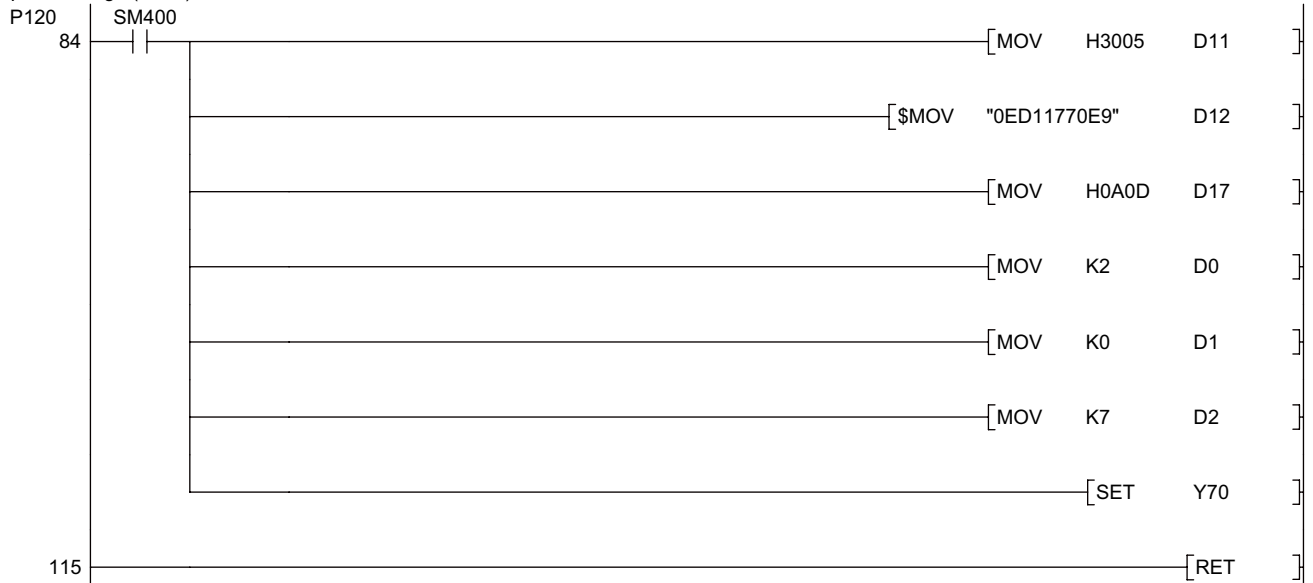 P120 SM400
84 MOV H3005 D11
$MOV "0ED11770E9" D12
MOV H0A0D D17
MOV K2 D0
MOV K0 D1
MOV K7 D2
SET Y70
115 RET